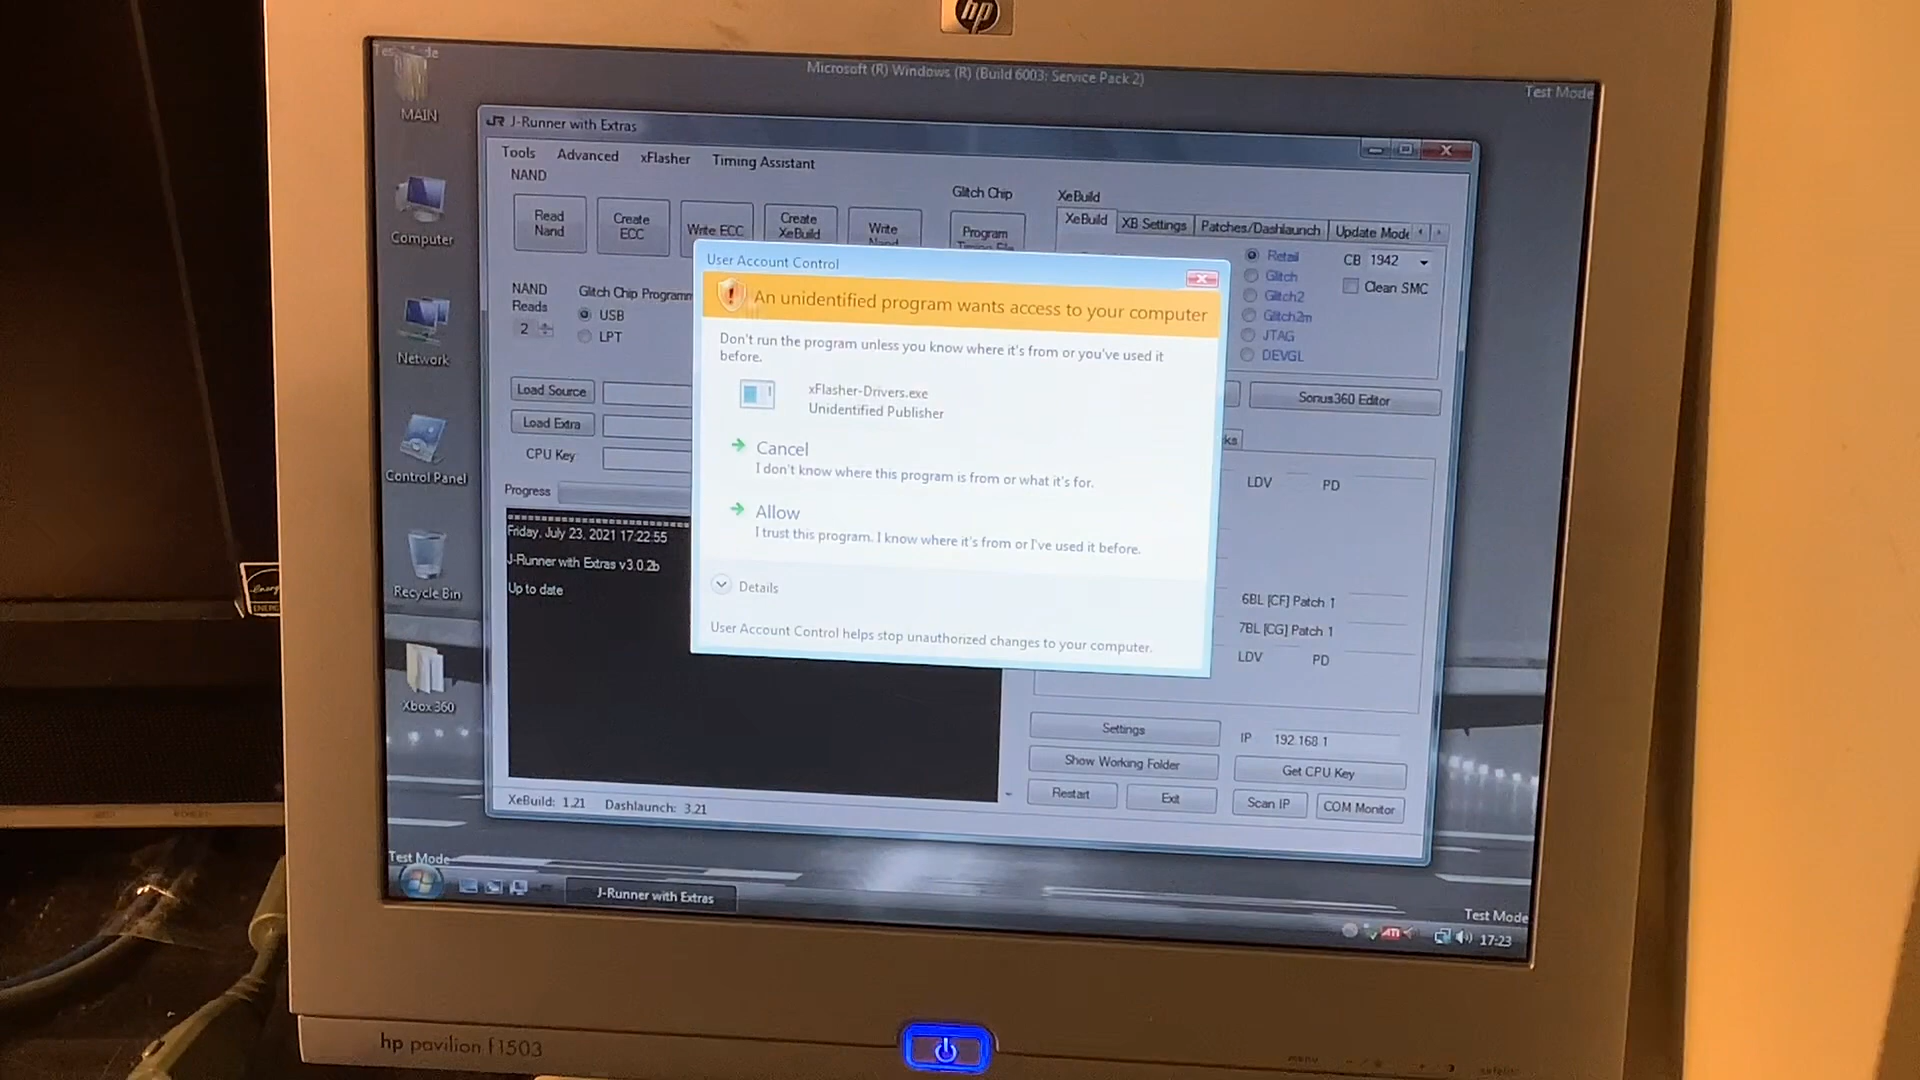 hp
Test Mode
Microsoft (R) Windows (R) (Build 6003: Service Pack 2)
Test Mode
MAIN
Computer
Network
Control Panel
Recycle Bin
Xbox 360
J-Runner with Extras
Tools Advanced xFlasher Timing Assistant
NAND
Read
Nand
Create
ECC
Write ECC
Create
XeBuild
Write
Nand
Glitch Chip
Program
Timing File
XeBuild
XeBuild XB Settings Patches/Dashlaunch Update Mode
Retail
Glitch
Glitch2
Glitch2m
JTAG
DEVGL
CB 1942
Clean SMC
NAND
Reads
2
Glitch Chip Programm
USB
LPT
Load Source
Load Extra
CPU Key
Progress
Sonus360 Editor
ks
LDV PD
6BL [CF] Patch 1
7BL [CG] Patch 1
LDV PD
User Account Control
An unidentified program wants access to your computer
Don't run the program unless you know where it's from or you've used it
before.
xFlasher-Drivers.exe
Unidentified Publisher
Cancel
I don't know where this program is from or what it's for.
Allow
I trust this program. I know where it's from or I've used it before.
Details
User Account Control helps stop unauthorized changes to your computer.
Friday, July 23, 2021 17:22:55
J-Runner with Extras v3.0.2b
Up to date
Settings
Show Working Folder
Restart Exit
IP 192.168.1
Get CPU Key
Scan IP COM Monitor
XeBuild: 1.21 Dashlaunch: 3.21
Test Mode
J-Runner with Extras
Test Mode
ATI
17:23
hp pavilion f1503
menu